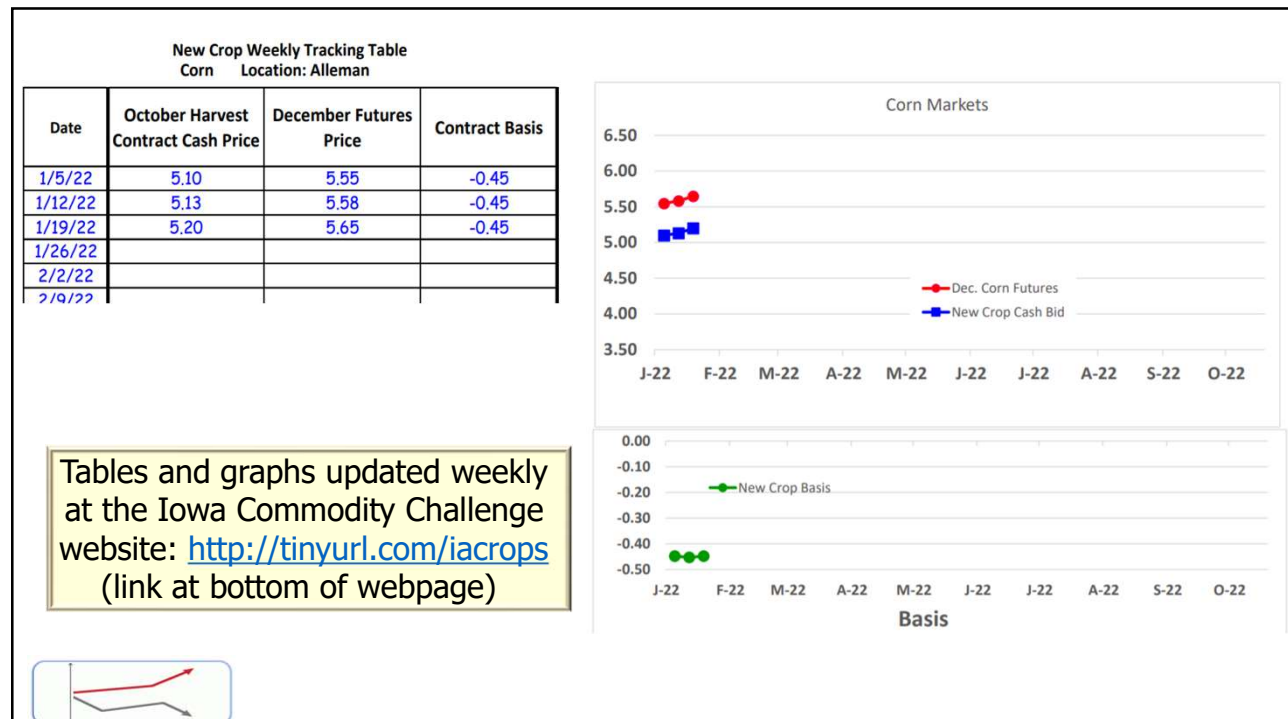 New Crop Weekly Tracking Table
Corn Location: Alleman
Date
October Harvest
Contract Cash Price
December Futures
Price
Contract Basis
1/5/22 5.10 5.55 -0.45
1/12/22 5.13 5.58 -0.45
1/19/22 5.20 5.65 -0.45
1/26/22
2/2/22
2/9/22
Tables and graphs updated weekly
at the Iowa Commodity Challenge
website: http://tinyurl.com/iacrops
(link at bottom of webpage)
Corn Markets
6.50
6.00
5.50
5.00
4.50
4.00
3.50
Dec. Corn Futures
New Crop Cash Bid
J-22 F-22 M-22 A-22 M-22 J-22 J-22 A-22 S-22 O-22
0.00
-0.10
-0.20
-0.30
-0.40
-0.50
New Crop Basis
J-22 F-22 M-22 A-22 M-22 J-22 J-22 A-22 S-22 O-22
Basis